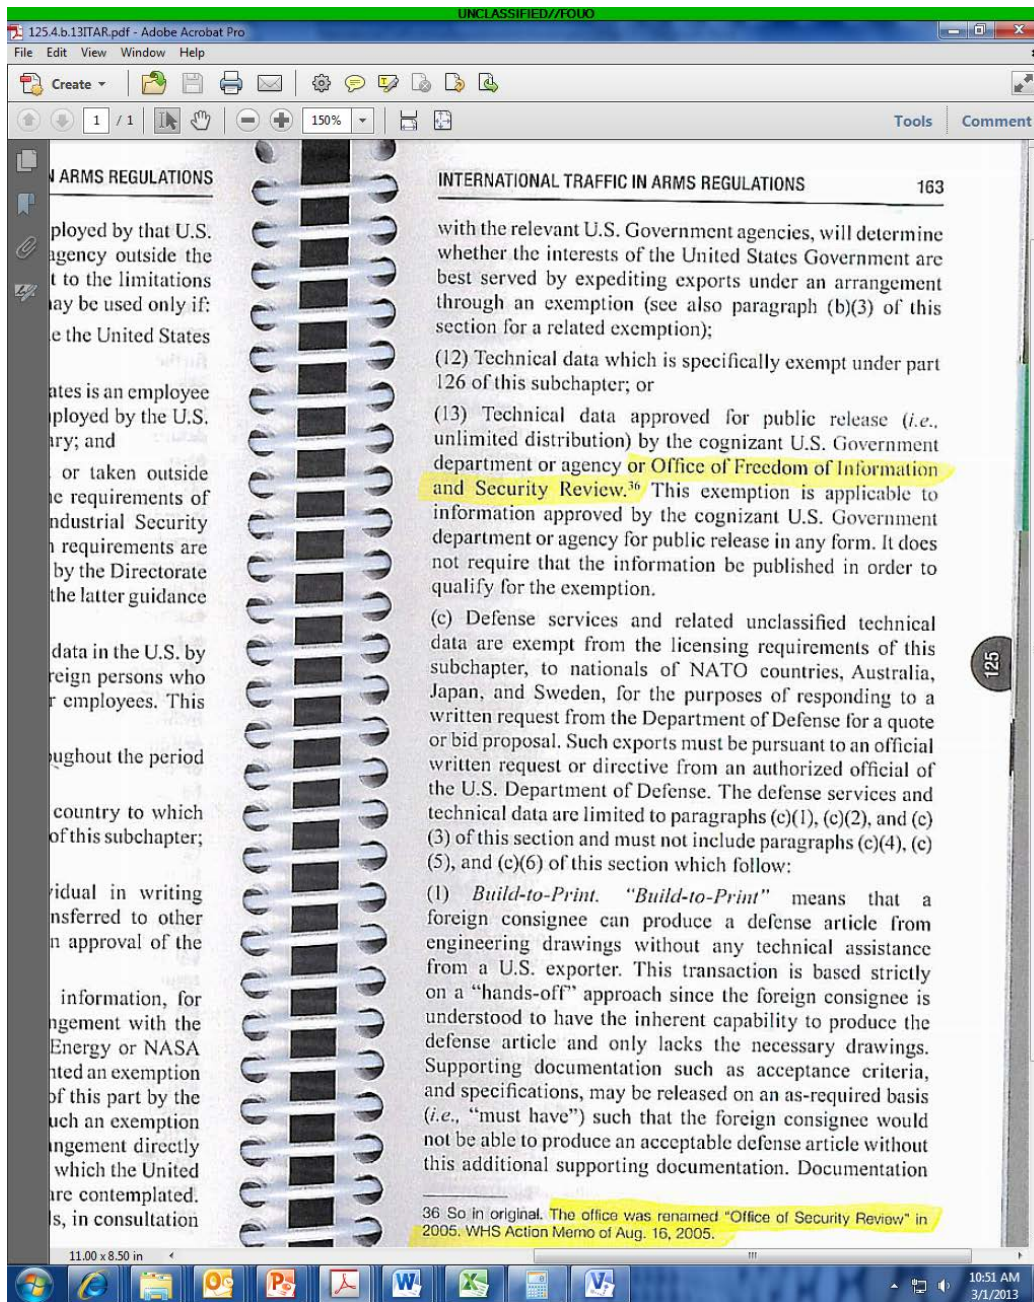 UNCLASSIFIED//FOUO
125.4.b.13ITAR.pdf - Adobe Acrobat Pro
File Edit View Window Help
Create
1 / 1 150% Tools Comment
N ARMS REGULATIONS
ployed by that U.S.
agency outside the
t to the limitations
nay be used only if:
e the United States
ates is an employee
ployed by the U.S.
ary; and
or taken outside
ne requirements of
ndustrial Security
n requirements are
by the Directorate
the latter guidance
data in the U.S. by
reign persons who
r employees. This
oughout the period
country to which
of this subchapter;
vidual in writing
nsferred to other
n approval of the
information, for
ngement with the
Energy or NASA
nted an exemption
of this part by the
uch an exemption
ngement directly
which the United
are contemplated.
s, in consultation
INTERNATIONAL TRAFFIC IN ARMS REGULATIONS 163
with the relevant U.S. Government agencies, will determine
whether the interests of the United States Government are
best served by expediting exports under an arrangement
through an exemption (see also paragraph (b)(3) of this
section for a related exemption);
(12) Technical data which is specifically exempt under part
126 of this subchapter; or
(13) Technical data approved for public release (i.e.,
unlimited distribution) by the cognizant U.S. Government
department or agency or Office of Freedom of Information
and Security Review.36 This exemption is applicable to
information approved by the cognizant U.S. Government
department or agency for public release in any form. It does
not require that the information be published in order to
qualify for the exemption.
(c) Defense services and related unclassified technical
data are exempt from the licensing requirements of this
subchapter, to nationals of NATO countries, Australia,
Japan, and Sweden, for the purposes of responding to a
written request from the Department of Defense for a quote
or bid proposal. Such exports must be pursuant to an official
written request or directive from an authorized official of
the U.S. Department of Defense. The defense services and
technical data are limited to paragraphs (c)(1), (c)(2), and (c)
(3) of this section and must not include paragraphs (c)(4), (c)
(5), and (c)(6) of this section which follow:
(1) Build-to-Print. "Build-to-Print" means that a
foreign consignee can produce a defense article from
engineering drawings without any technical assistance
from a U.S. exporter. This transaction is based strictly
on a "hands-off" approach since the foreign consignee is
understood to have the inherent capability to produce the
defense article and only lacks the necessary drawings.
Supporting documentation such as acceptance criteria,
and specifications, may be released on an as-required basis
(i.e., "must have") such that the foreign consignee would
not be able to produce an acceptable defense article without
this additional supporting documentation. Documentation
36 So in original. The office was renamed "Office of Security Review" in
2005. WHS Action Memo of Aug. 16, 2005.
125
11.00 x 8.50 in
10:51 AM
3/1/2013